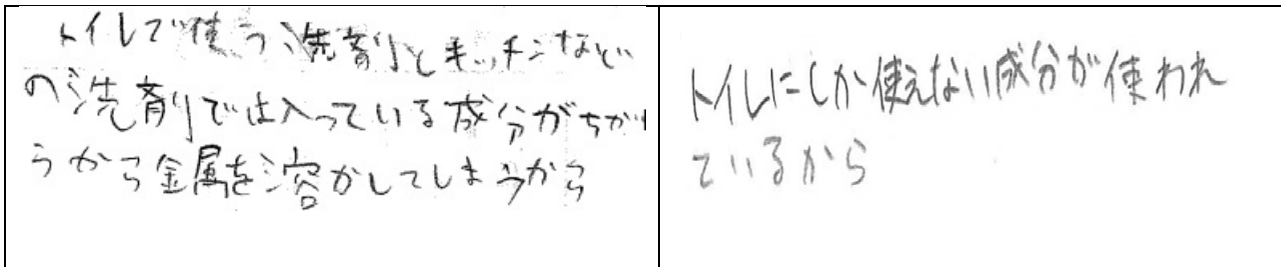 トイレで使う洗剤とキッチンなど
の洗剤では入っている成分がちが
うから金属を溶かしてしまうから
トイレにしか使えない成分が使われ
ているから